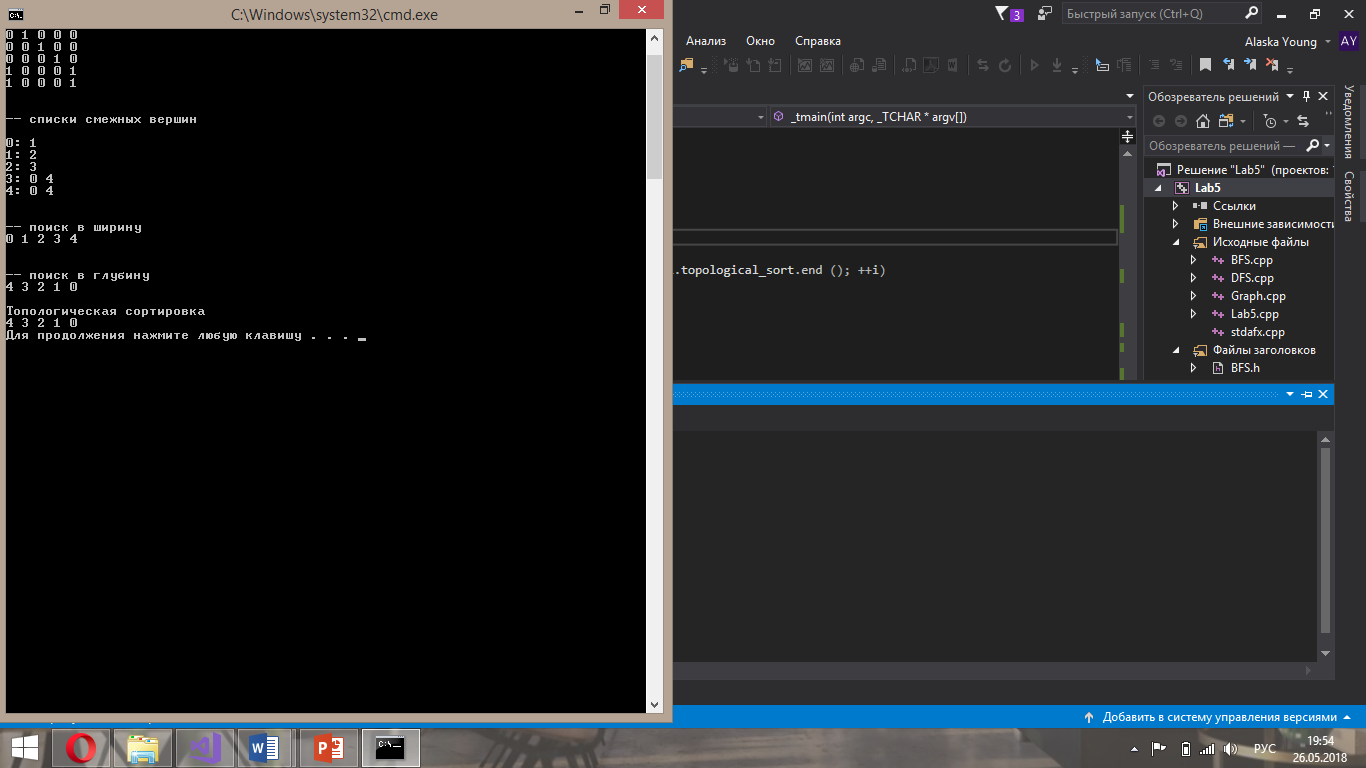 C:\Windows\system32\cmd.exe
0 1 0 0 0
0 0 1 0 0
0 0 0 1 0
1 0 0 0 1
1 0 0 0 1
-- списки смежных вершин
0: 1
1: 2
2: 3
3: 0 4
4: 0 4
-- поиск в ширину
0 1 2 3 4
-- поиск в глубину
4 3 2 1 0
Топологическая сортировка
4 3 2 1 0
Для продолжения нажмите любую клавишу . . .
3
Быстрый запуск (Ctrl+Q)
Анализ Окно Справка
Alaska Young
AY
_tmain(int argc, _TCHAR * argv[])
.topological_sort.end (); ++i)
Обозреватель решений
Обозреватель решений —
Решение "Lab5" (проектов:
Lab5
Ссылки
Внешние зависимости
Исходные файлы
BFS.cpp
DFS.cpp
Graph.cpp
Lab5.cpp
stdafx.cpp
Файлы заголовков
BFS.h
Уведомления
Свойства
Добавить в систему управления версиями
РУС
19:54
26.05.2018